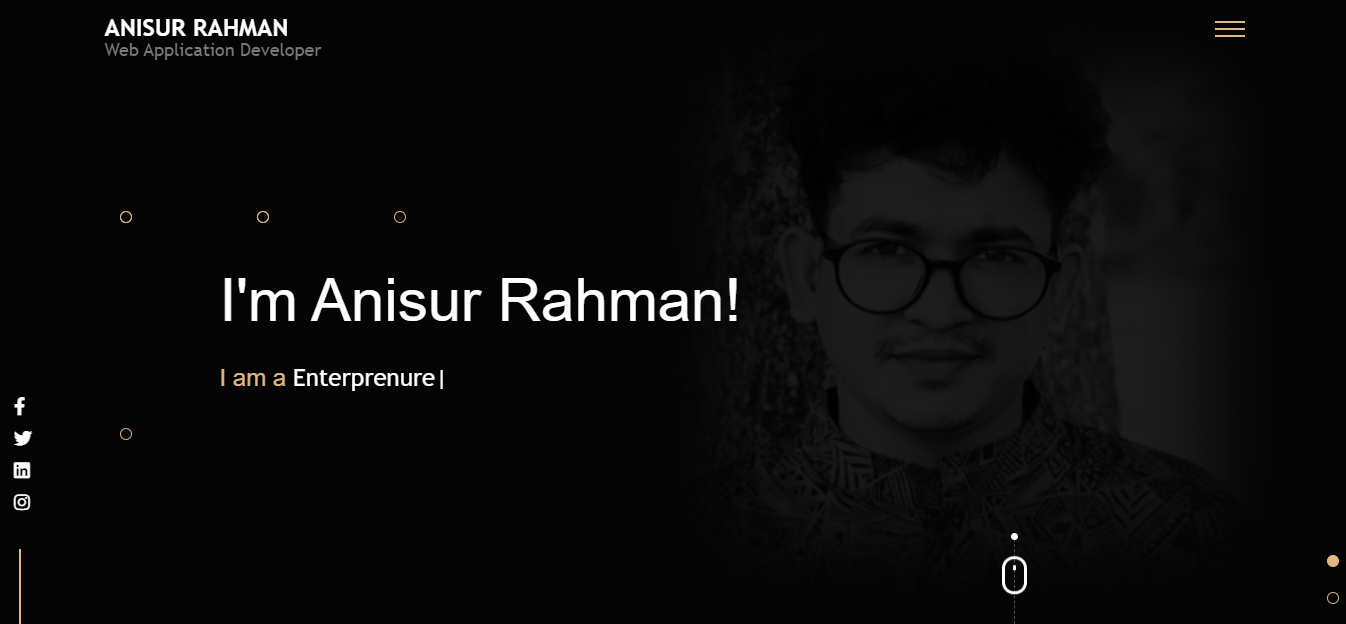 ANISUR RAHMAN
Web Application Developer
I'm Anisur Rahman!
I am a Enterprenure|